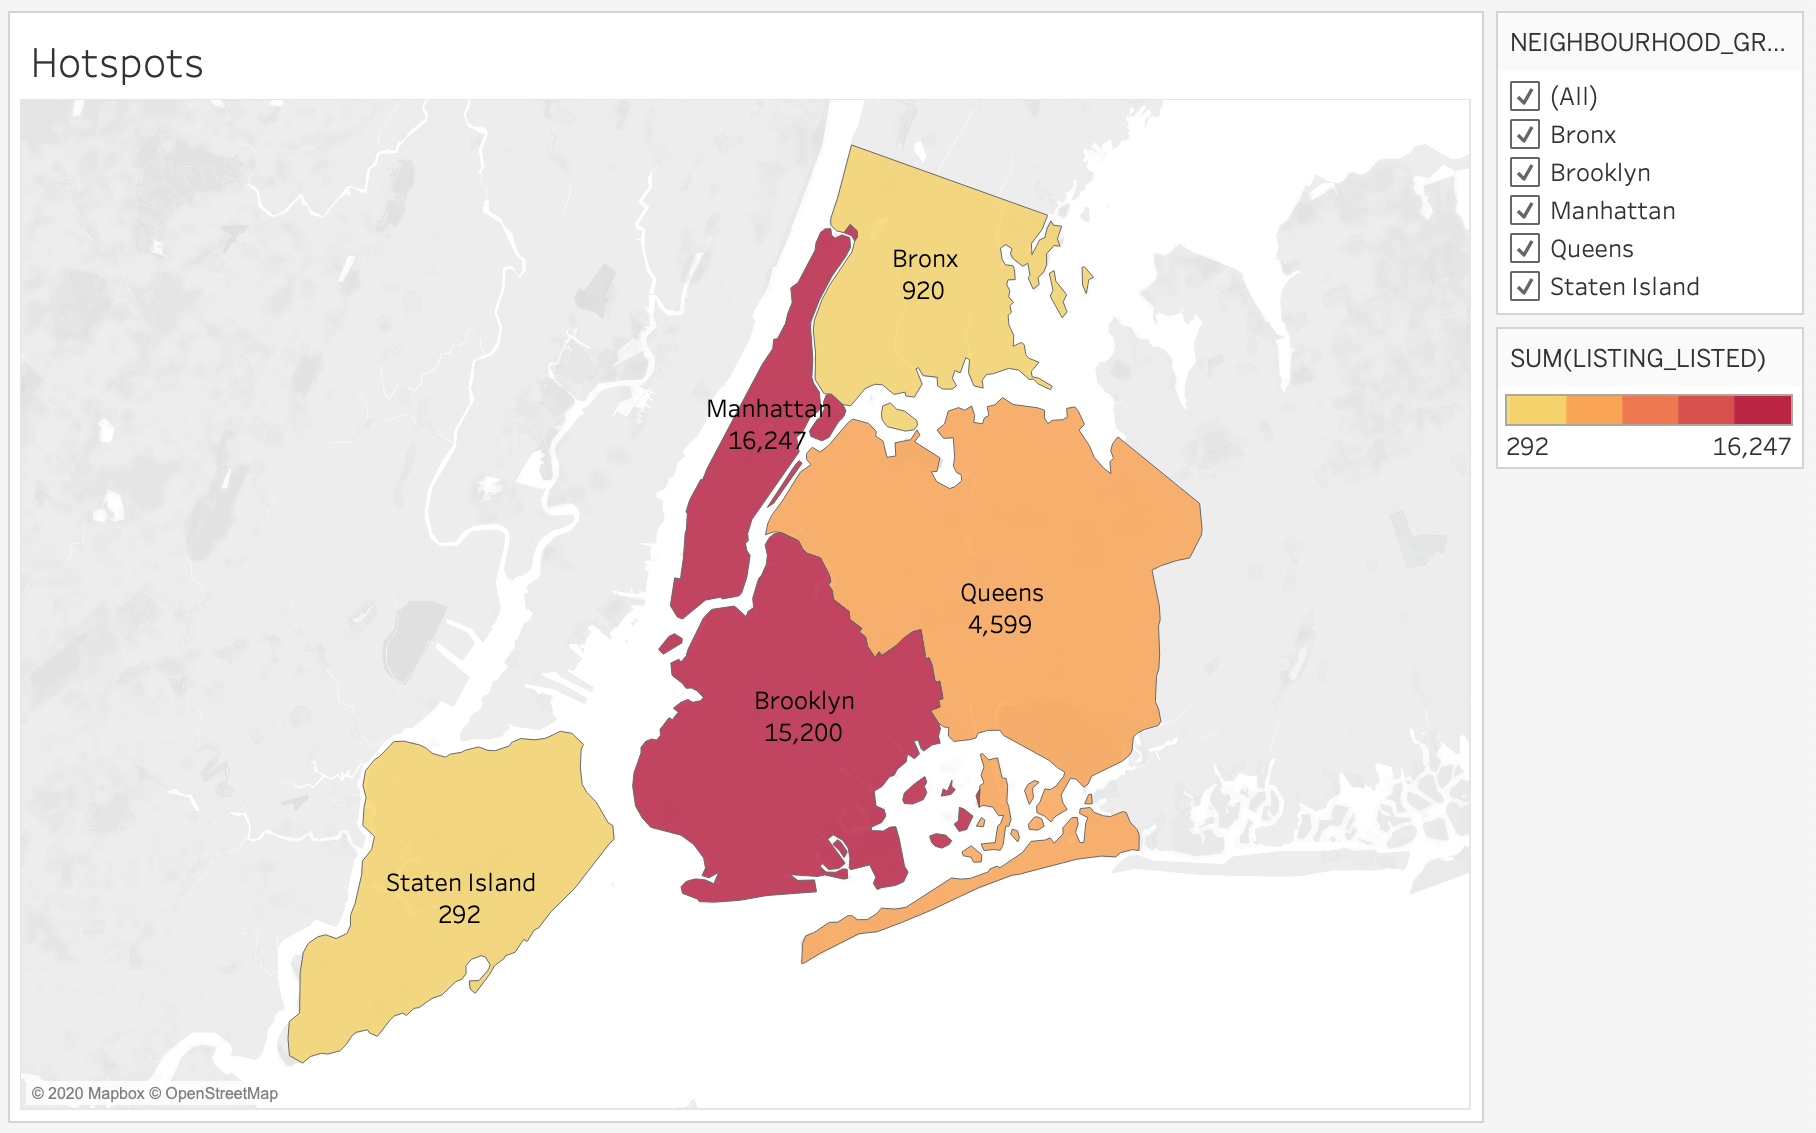 Hotspots
Bronx
920
Manhattan
16,247
Queens
4,599
Brooklyn
15,200
Staten Island
292
© 2020 Mapbox © OpenStreetMap
NEIGHBOURHOOD_GR...
(All)
Bronx
Brooklyn
Manhattan
Queens
Staten Island
SUM(LISTING_LISTED)
292 16,247